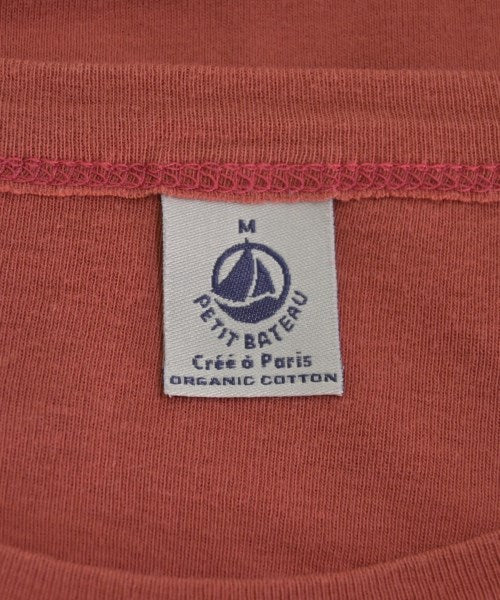 M
PETIT BATEAU
Créé à Paris
ORGANIC COTTON